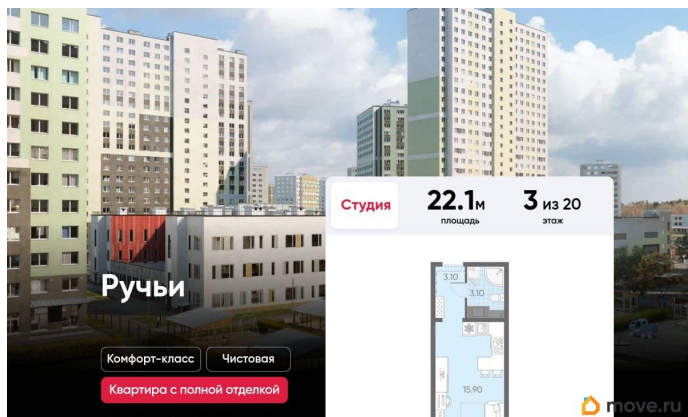 Студия
22.1м
площадь
3 из 20
этаж
3.10
3.10
Ручьи
Комфорт-класс
Чистовая
15.90
Квартира с полной отделкой
move.ru